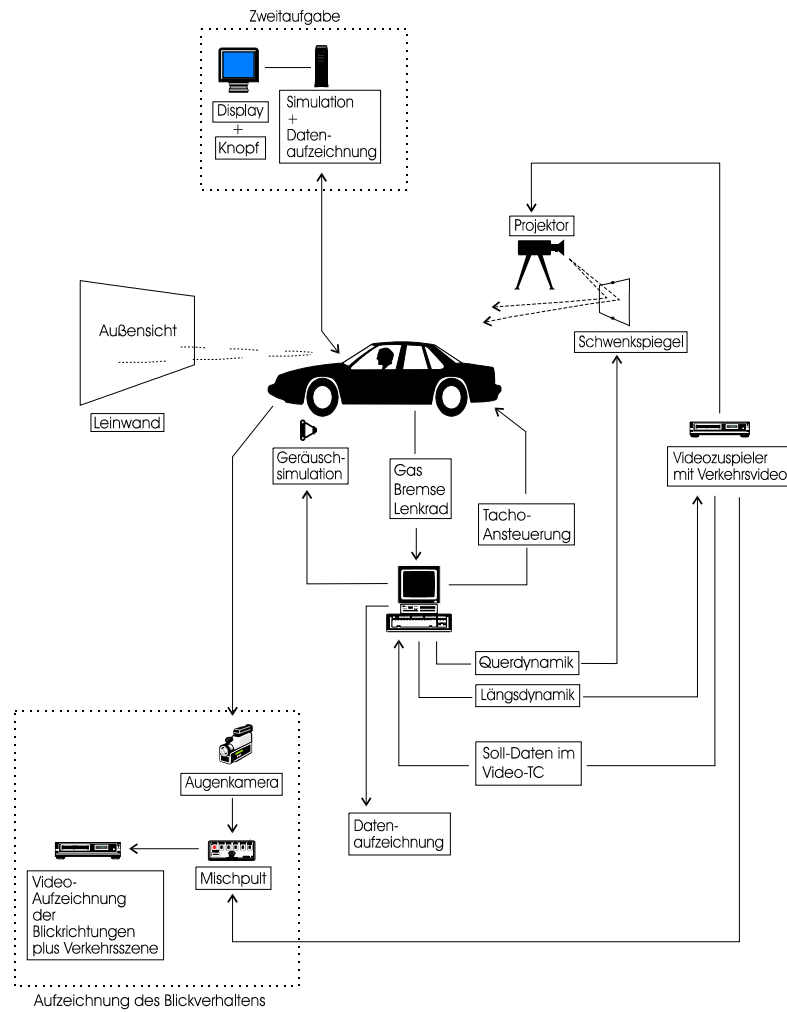 Zweitaufgabe
Display
+
Knopf
Simulation
+
Daten-
aufzeichnung
Projektor
Schwenkspiegel
Außensicht
Leinwand
Geräusch-
simulation
Gas
Bremse
Lenkrad
Tacho-
Ansteuerung
Videozuspieler
mit Verkehrsvideo
Querdynamik
Längsdynamik
Soll-Daten im
Video-TC
Daten-
aufzeichnung
Augenkamera
Mischpult
Video-
Aufzeichnung
der
Blickrichtungen
plus Verkehrsszene
Aufzeichnung des Blickverhaltens